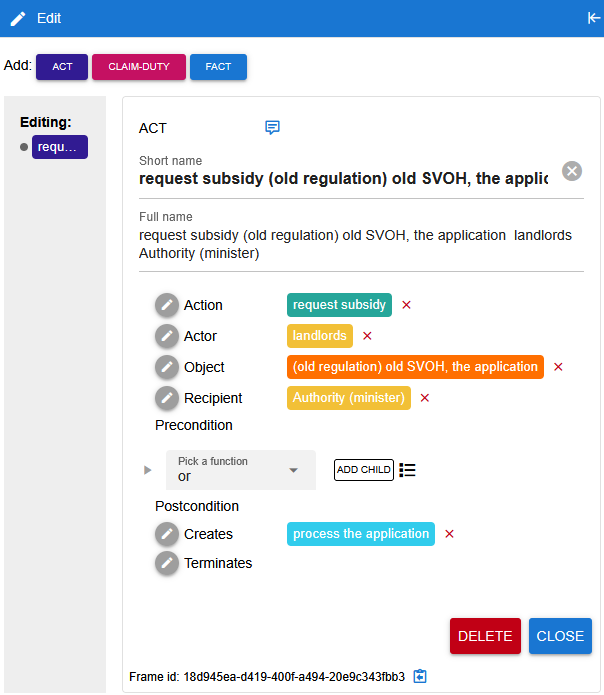 Edit
Add: ACT CLAIM-DUTY FACT
Editing:
requ...
ACT
Short name
request subsidy (old regulation) old SVOH, the applic
Full name
request subsidy (old regulation) old SVOH, the application landlords
Authority (minister)
Action request subsidy ×
Actor landlords ×
Object (old regulation) old SVOH, the application ×
Recipient Authority (minister) ×
Precondition
Pick a function
or
ADD CHILD
Postcondition
Creates process the application ×
Terminates
DELETE CLOSE
Frame id: 18d945ea-d419-400f-a494-20e9c343fbb3